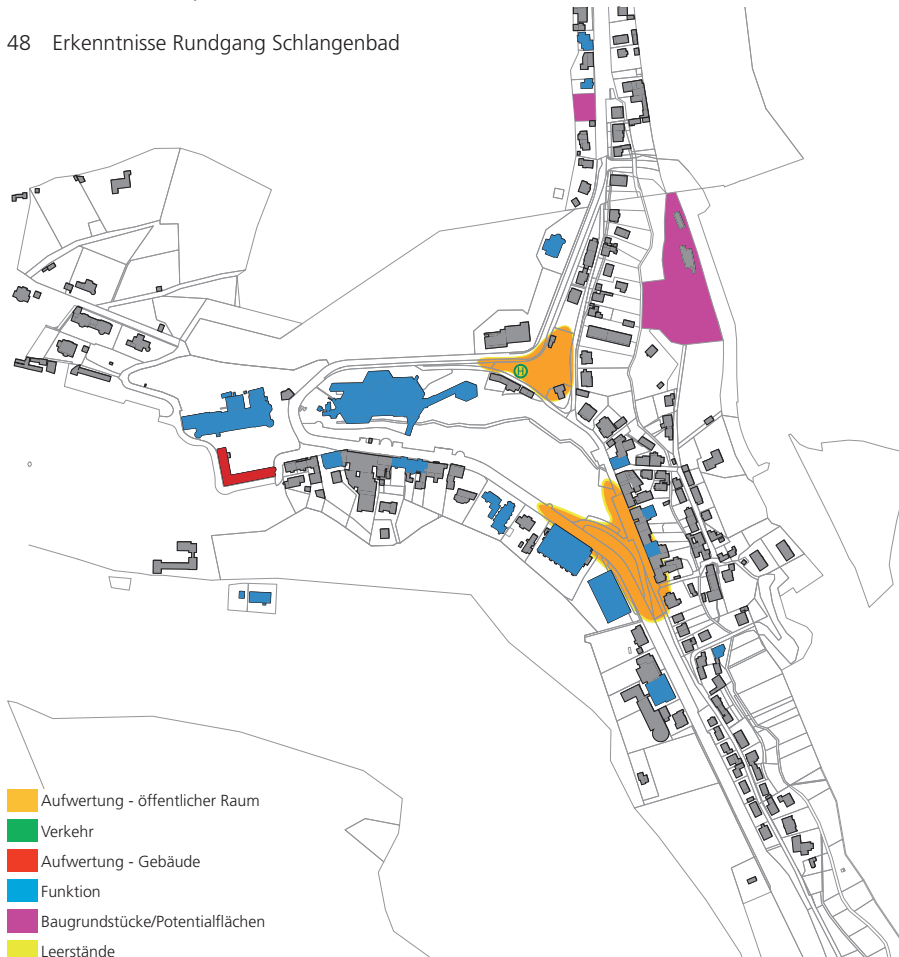 48 Erkenntnisse Rundgang Schlangenbad
H
Aufwertung - öffentlicher Raum
Verkehr
Aufwertung - Gebäude
Funktion
Baugrundstücke/Potentialflächen
Leerstände